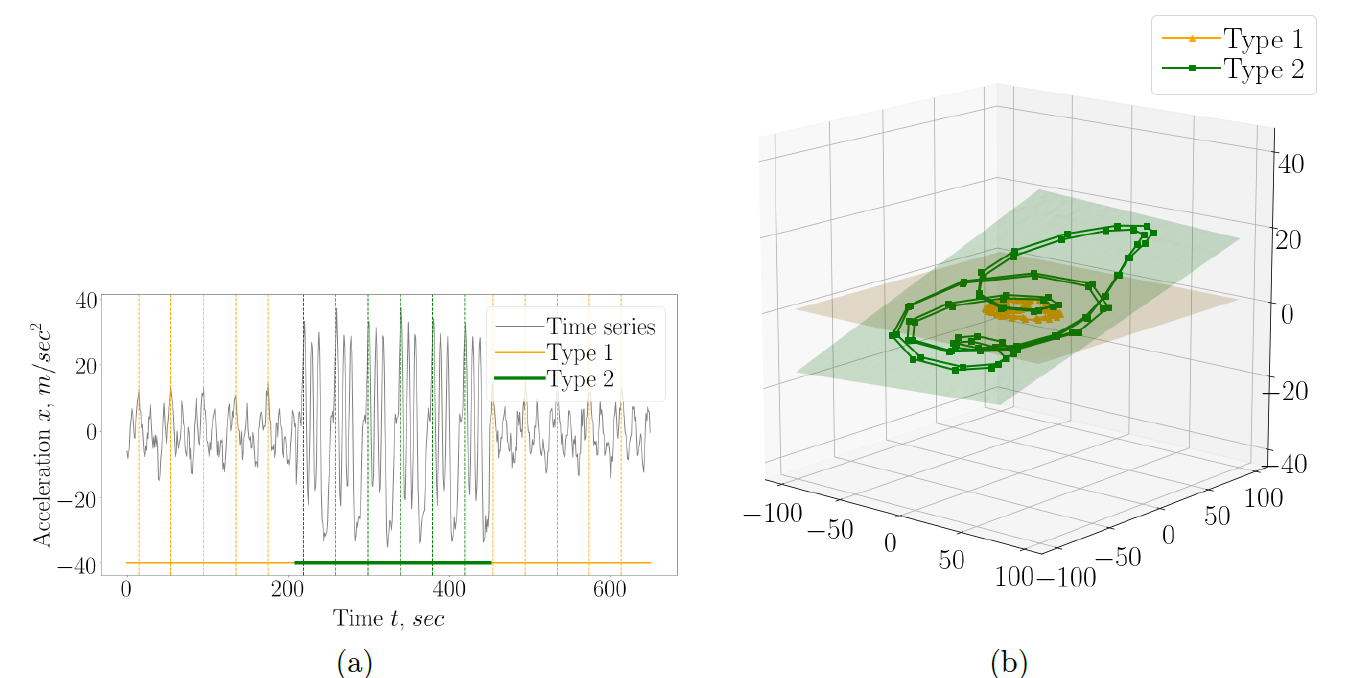 Type 1
Type 2
40
20
0
−20
−40
Acceleration x, m/sec²
Time series
Type 1
Type 2
0
200
400
600
Time t, sec
(a)
40
20
0
−20
−40
−100
−50
0
50
100
−100
−50
0
50
100
(b)